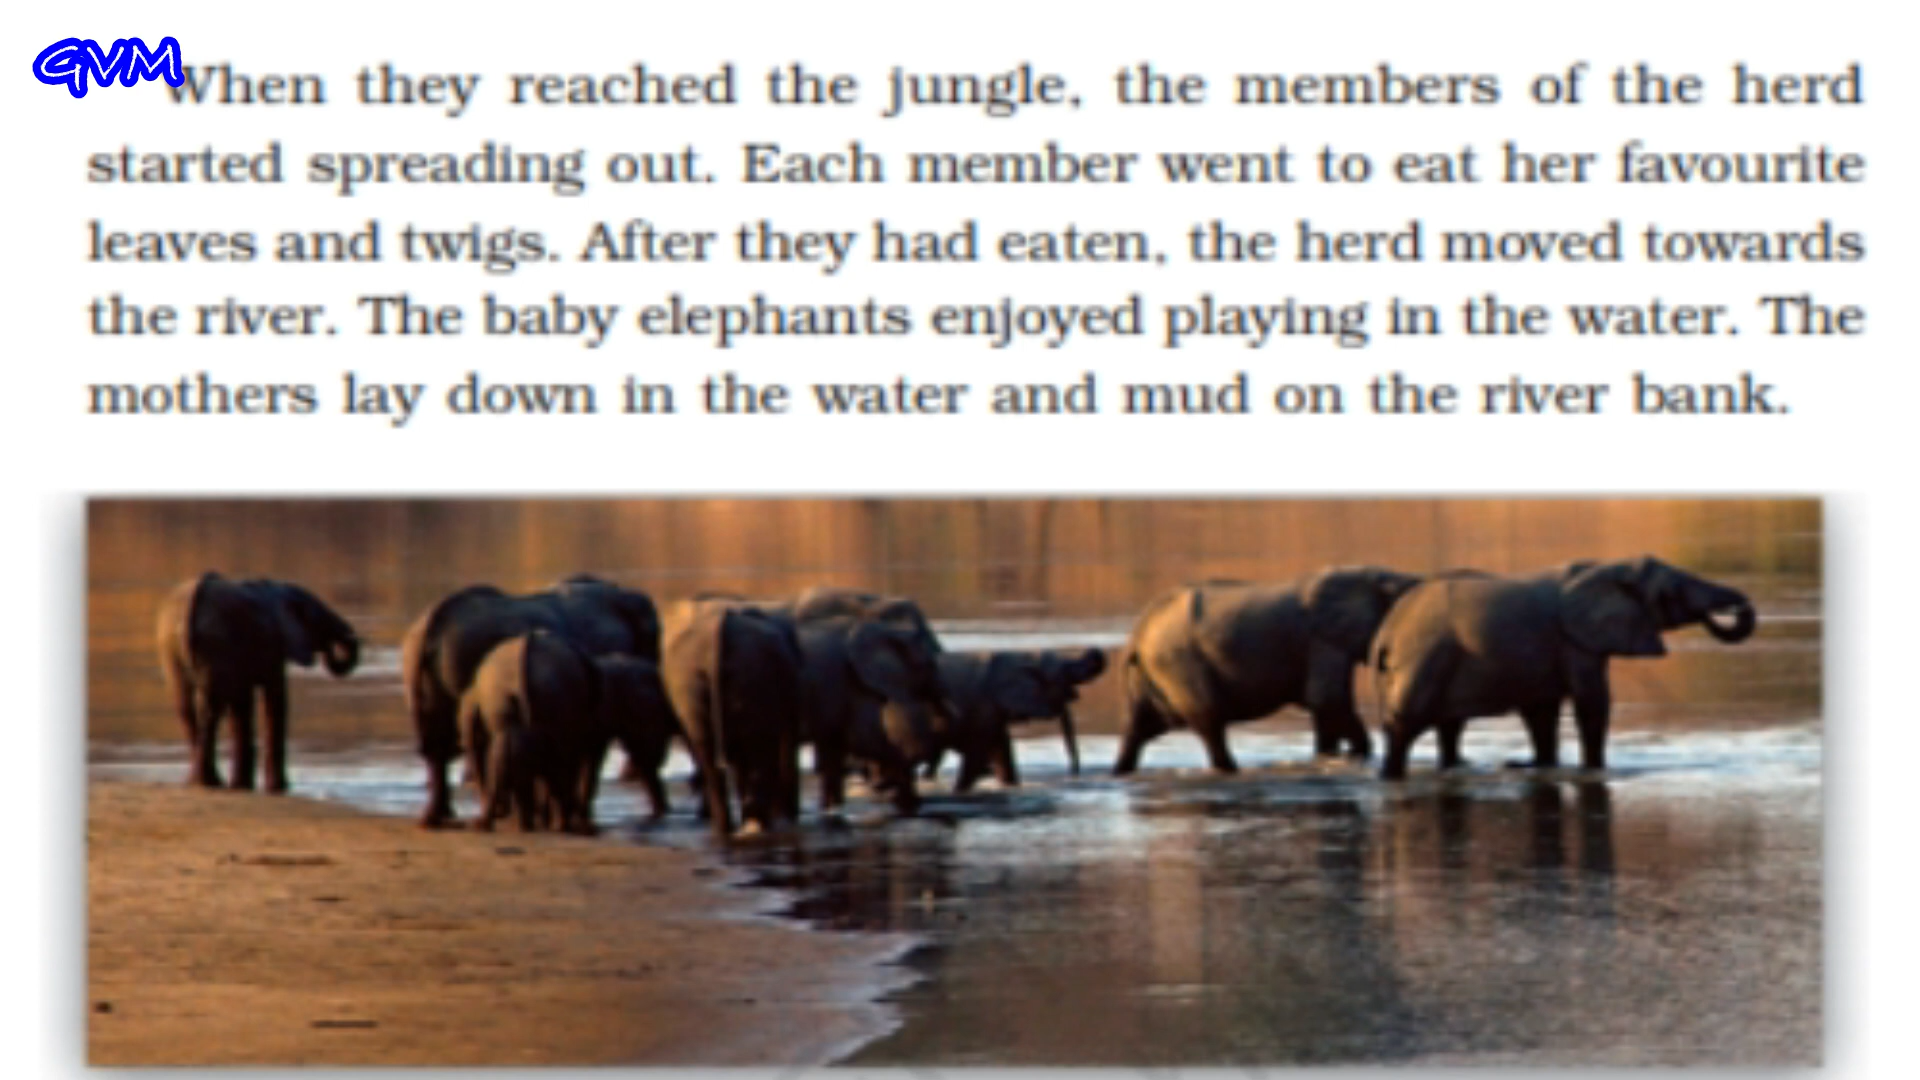 GVM
When they reached the jungle, the members of the herd
started spreading out. Each member went to eat her favourite
leaves and twigs. After they had eaten, the herd moved towards
the river. The baby elephants enjoyed playing in the water. The
mothers lay down in the water and mud on the river bank.